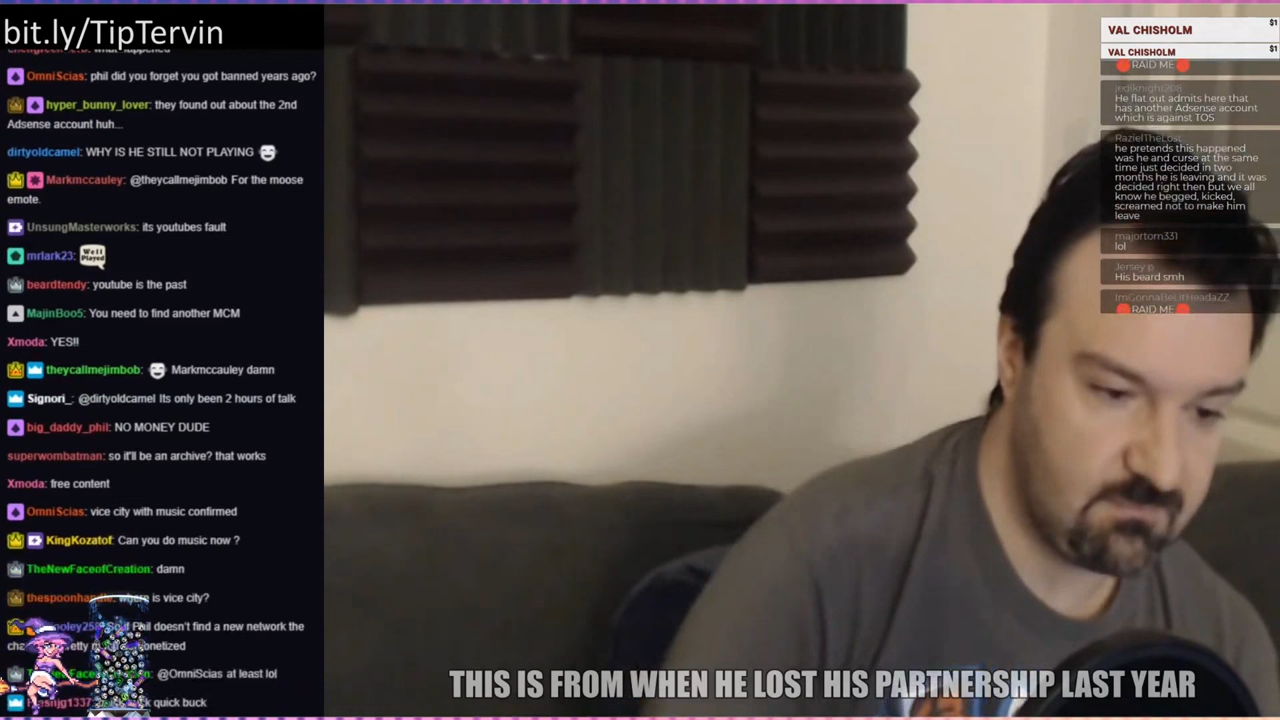 bit.ly/TipTervin
OmniScias: phil did you forget you got banned years ago?
hyper_bunny_lover: they found out about the 2nd
Adsense account huh...
dirtyoldcamel: WHY IS HE STILL NOT PLAYING
Markmccauley: @theycallmejimbob For the moose
emote.
UnsungMasterworks: its youtubes fault
mrlark23: Well Played
beardtendy: youtube is the past
MajinBoo5: You need to find another MCM
Xmoda: YES!!
theycallmejimbob: Markmccauley damn
Signori_: @dirtyoldcamel Its only been 2 hours of talk
big_daddy_phil: NO MONEY DUDE
superwombatman: so it'll be an archive? that works
Xmoda: free content
OmniScias: vice city with music confirmed
KingKozatof: Can you do music now ?
TheNewFaceofCreation: damn
where is vice city?
doesn't find a new network the
@OmniScias at least lol
quick buck
VAL CHISHOLM $1
VAL CHISHOLM $1
RAID ME
jediknight208
He flat out admits here that
has another Adsense account
which is against TOS
RazielTheLost
he pretends this happened
was he and curse at the same
time just decided in two
months he is leaving and it was
decided right then but we all
know he begged, kicked,
screamed not to make him
leave
majortom331
lol
Jersey p
His beard smh
RAID ME
THIS IS FROM WHEN HE LOST HIS PARTNERSHIP LAST YEAR